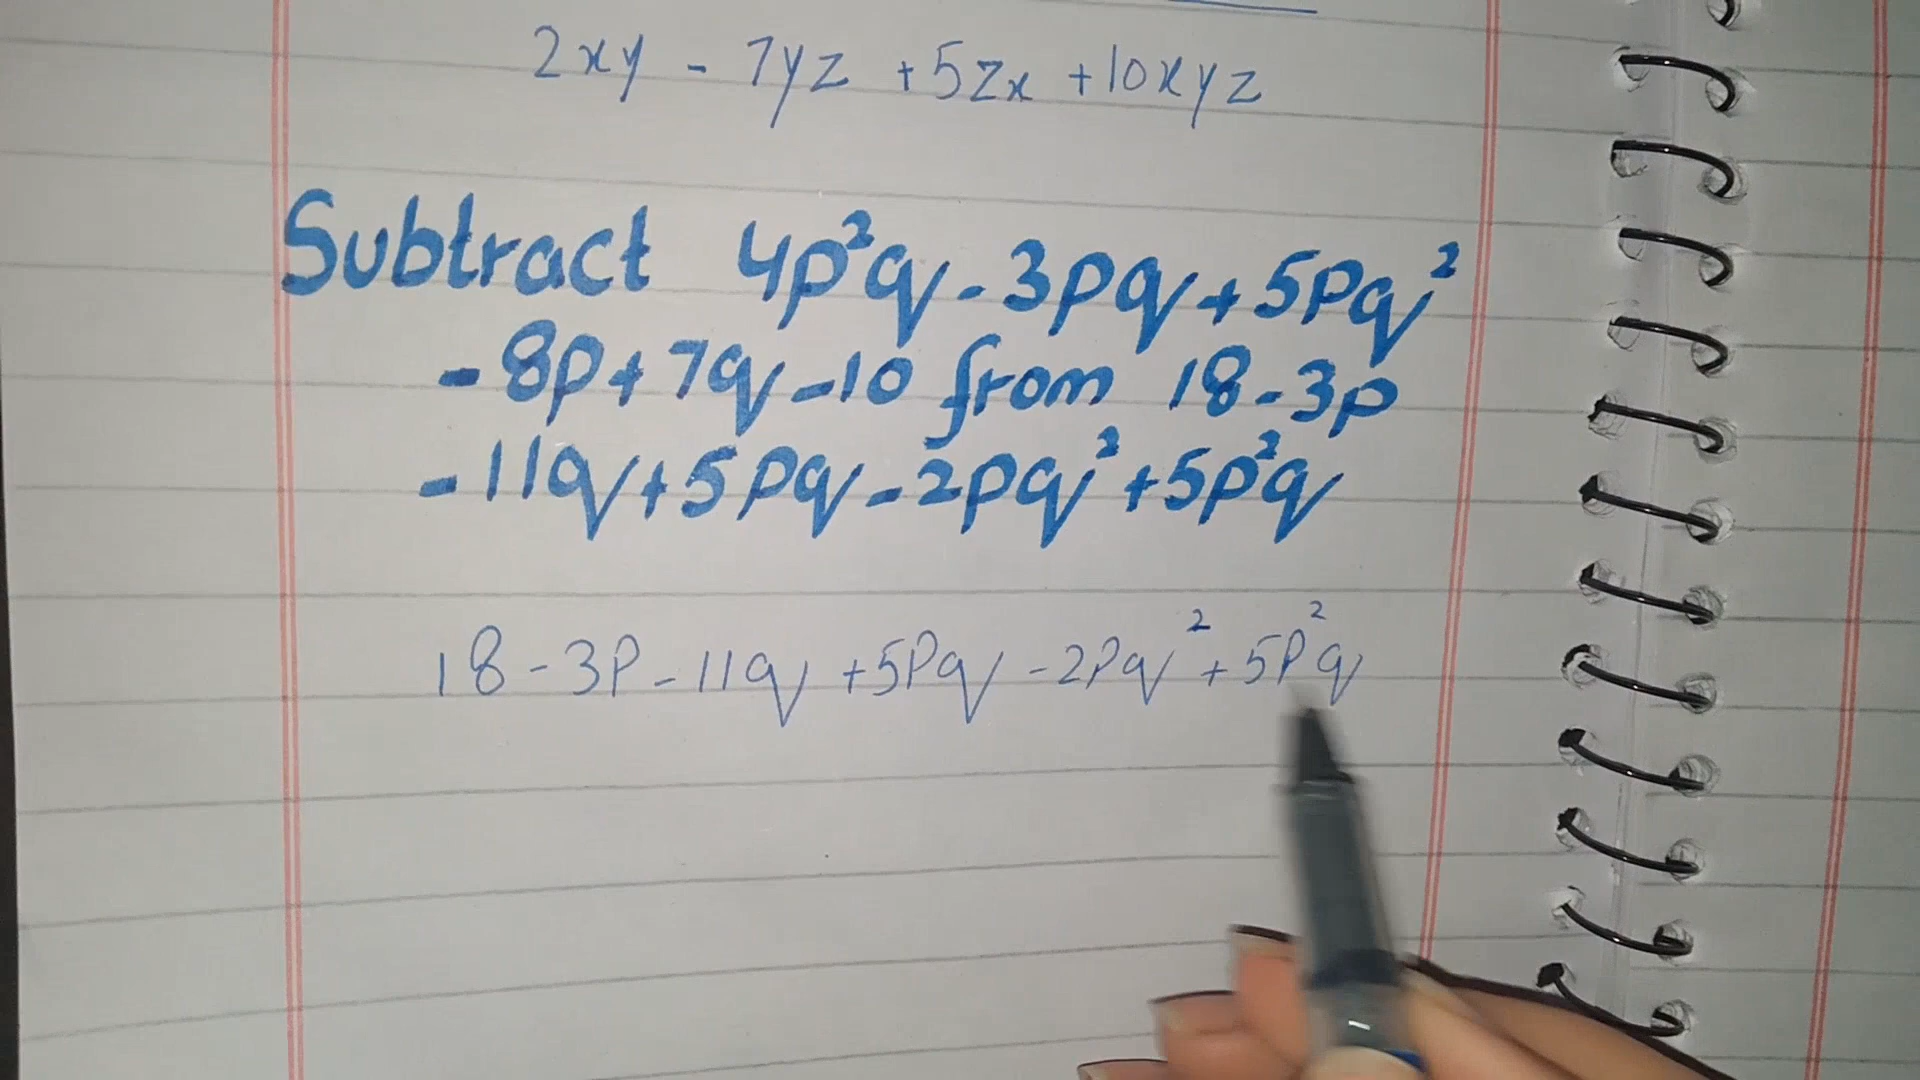 2xy - 7yz + 5zx + 10xyz
Subtract 4p²q - 3pq + 5pq²
- 8p + 7q - 10 from 18 - 3p
- 11q + 5pq - 2pq² + 5p²q
18 - 3p - 11q + 5pq - 2pq² + 5p²q